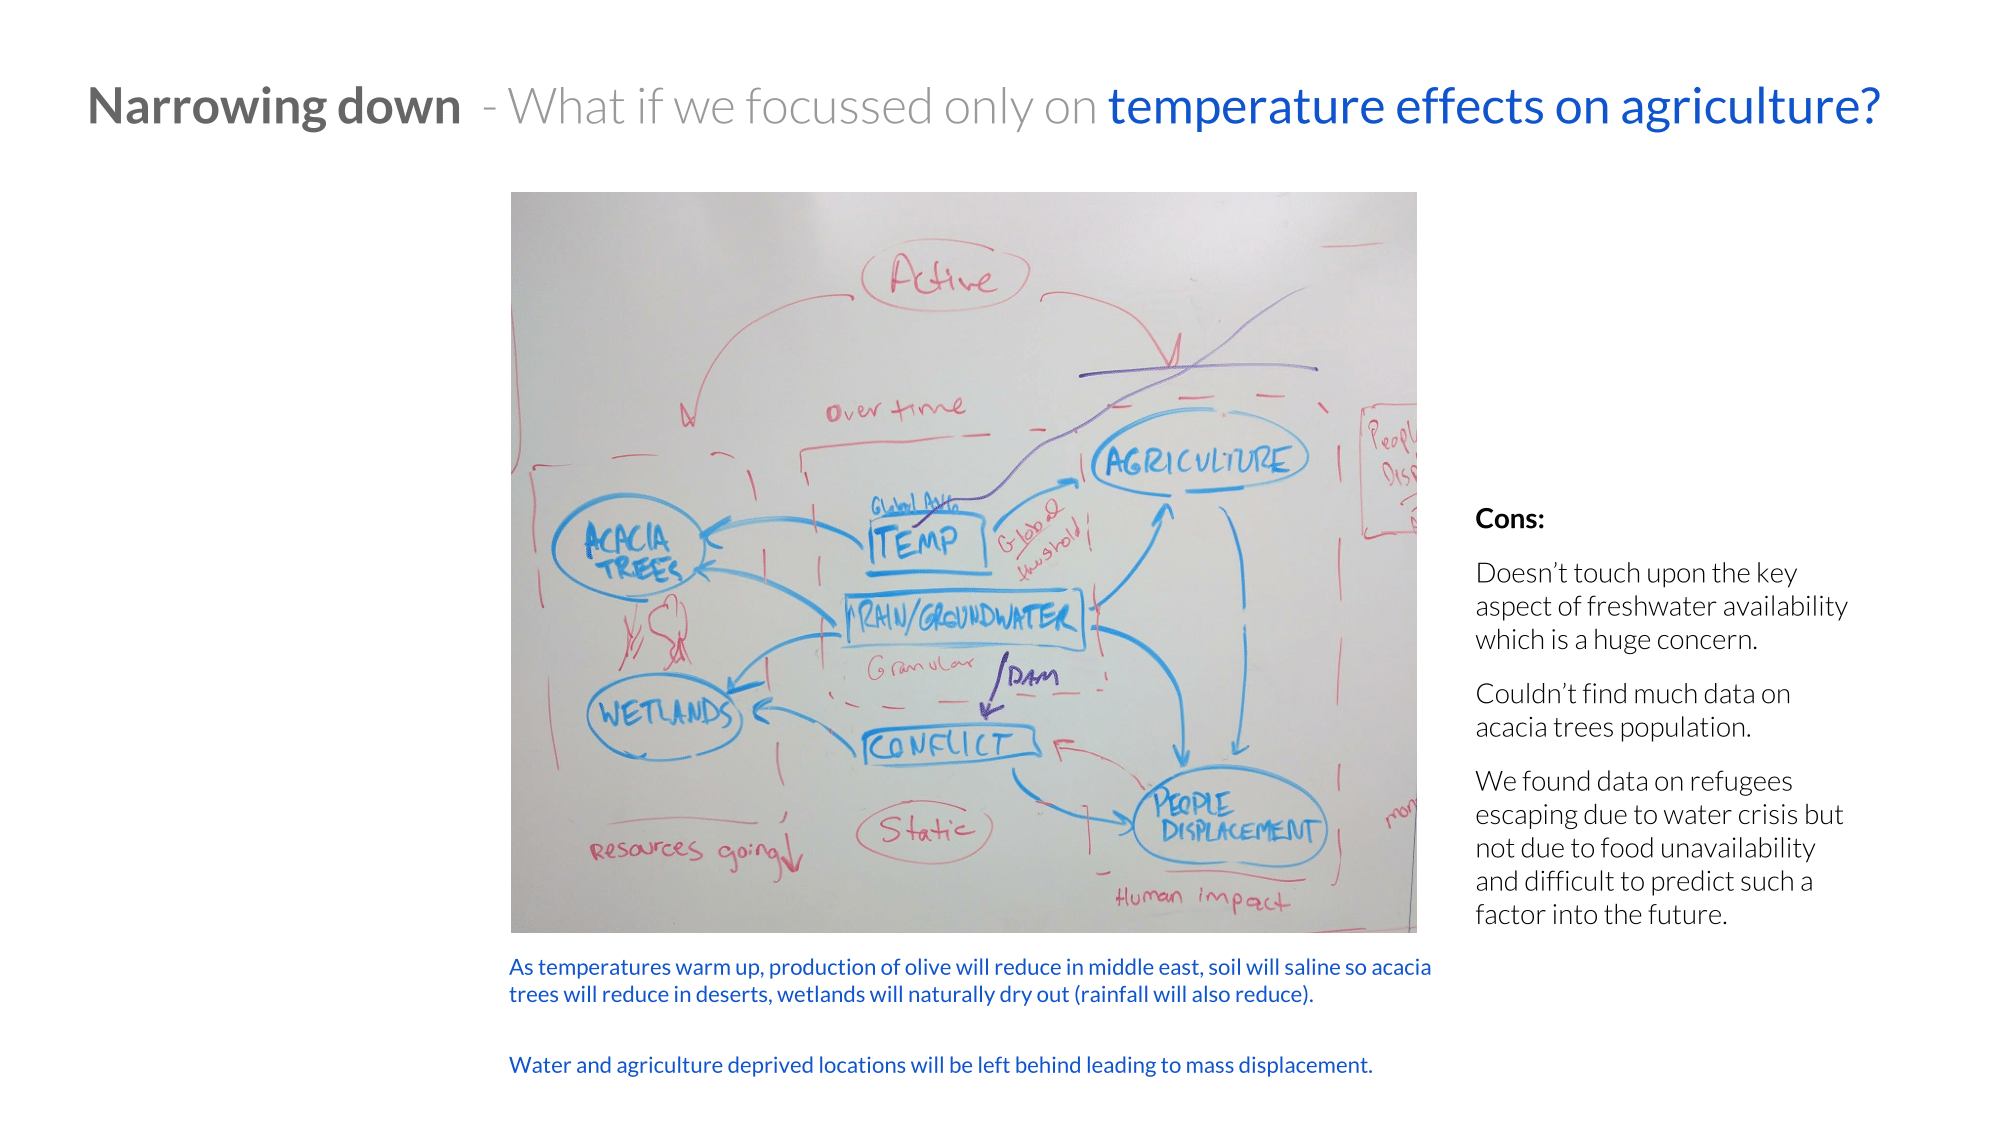 Narrowing down - What if we focussed only on temperature effects on agriculture?
Active
Over time
AGRICULTURE
Global
TEMP
Global
ACACIA
TREES
RAIN/GROUNDWATER
Granular
DAM
WETLANDS
CONFLICT
PEOPLE
DISPLACEMENT
Static
Resources going
Human impact
Cons:
Doesn’t touch upon the key
aspect of freshwater availability
which is a huge concern.
Couldn’t find much data on
acacia trees population.
We found data on refugees
escaping due to water crisis but
not due to food unavailability
and difficult to predict such a
factor into the future.
As temperatures warm up, production of olive will reduce in middle east, soil will saline so acacia
trees will reduce in deserts, wetlands will naturally dry out (rainfall will also reduce).
Water and agriculture deprived locations will be left behind leading to mass displacement.